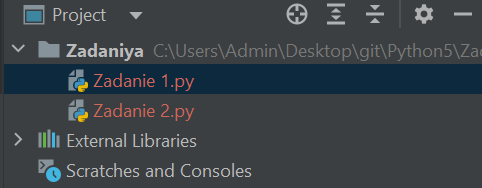 Project
Zadaniya C:\Users\Admin\Desktop\git\Python5\Za
Zadanie 1.py
Zadanie 2.py
External Libraries
Scratches and Consoles